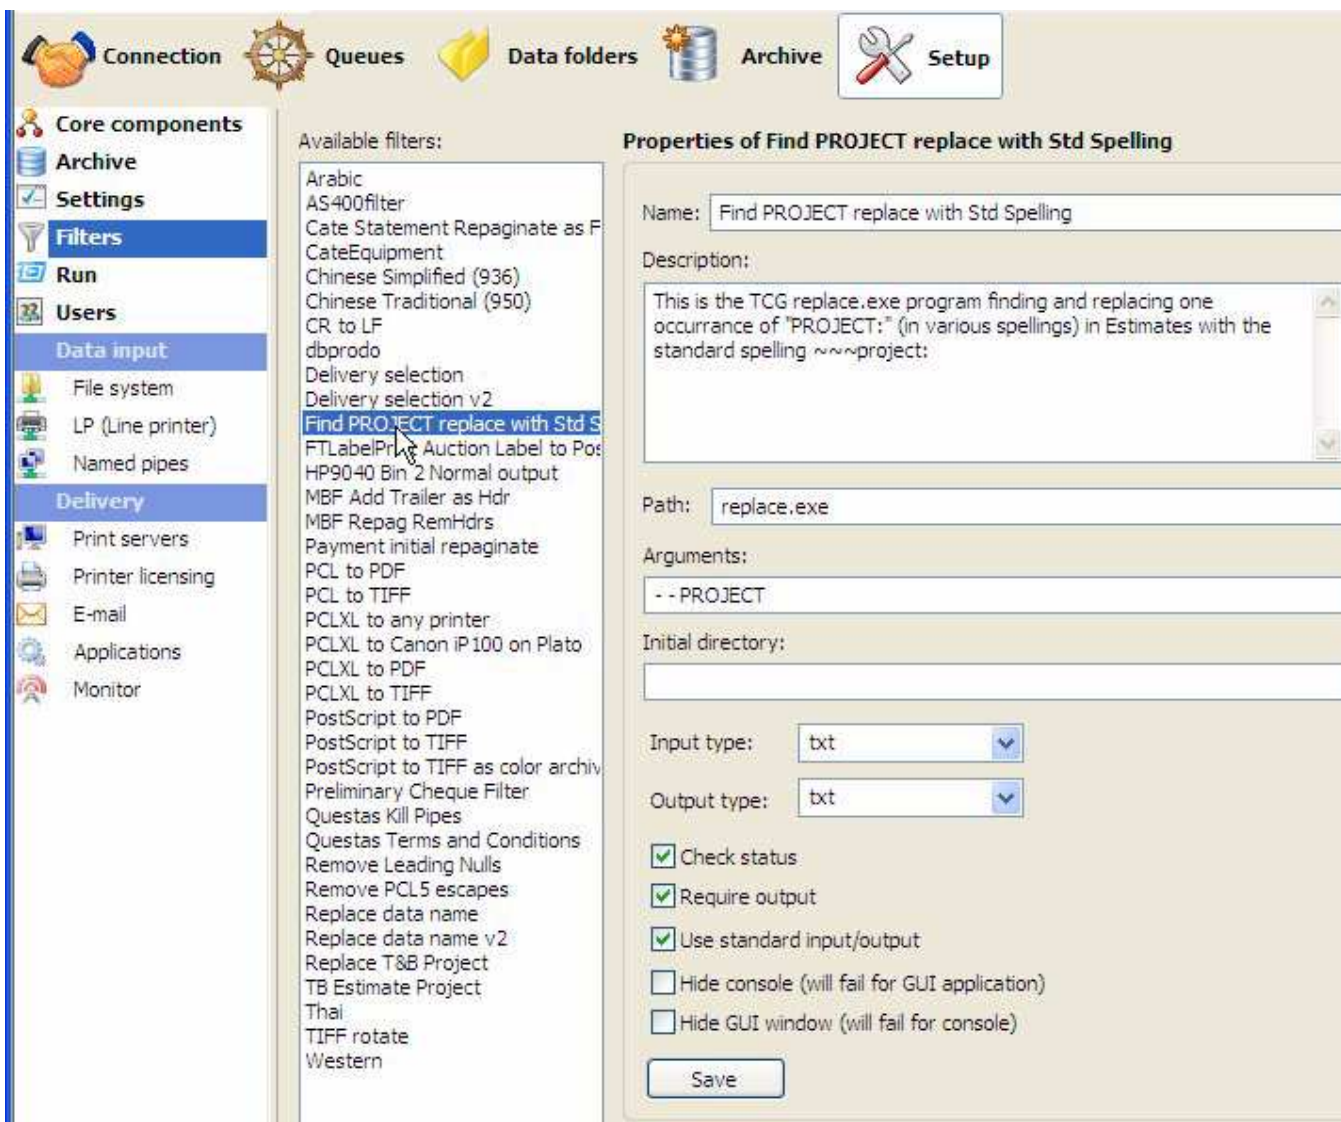 Connection
Queues
Data folders
Archive
Setup
Core components
Archive
Settings
Filters
Run
Users
Data input
File system
LP (Line printer)
Named pipes
Delivery
Print servers
Printer licensing
E-mail
Applications
Monitor
Available filters:
Arabic
AS400filter
Cate Statement Repaginate as F
CateEquipment
Chinese Simplified (936)
Chinese Traditional (950)
CR to LF
dbprodo
Delivery selection
Delivery selection v2
Find PROJECT replace with Std S
Auction Label to Pos
HP9040 Bin 2 Normal output
MBF Add Trailer as Hdr
MBF Repag RemHdrs
Payment initial repaginate
PCL to PDF
PCL to TIFF
PCLXL to any printer
PCLXL to Canon iP100 on Plato
PCLXL to PDF
PCLXL to TIFF
PostScript to PDF
PostScript to TIFF
PostScript to TIFF as color archiv
Preliminary Cheque Filter
Questas Kill Pipes
Questas Terms and Conditions
Remove Leading Nulls
Remove PCL5 escapes
Replace data name
Replace data name v2
Replace T&B Project
TB Estimate Project
Thai
TIFF rotate
Western
Properties of Find PROJECT replace with Std Spelling
Name: Find PROJECT replace with Std Spelling
Description:
This is the TCG replace.exe program finding and replacing one
occurrance of "PROJECT:" (in various spellings) in Estimates with the
standard spelling ~~~project:
Path: replace.exe
Arguments:
- - PROJECT
Initial directory:
Input type: txt
Output type: txt
Check status
Require output
Use standard input/output
Hide console (will fail for GUI application)
Hide GUI window (will fail for console)
Save